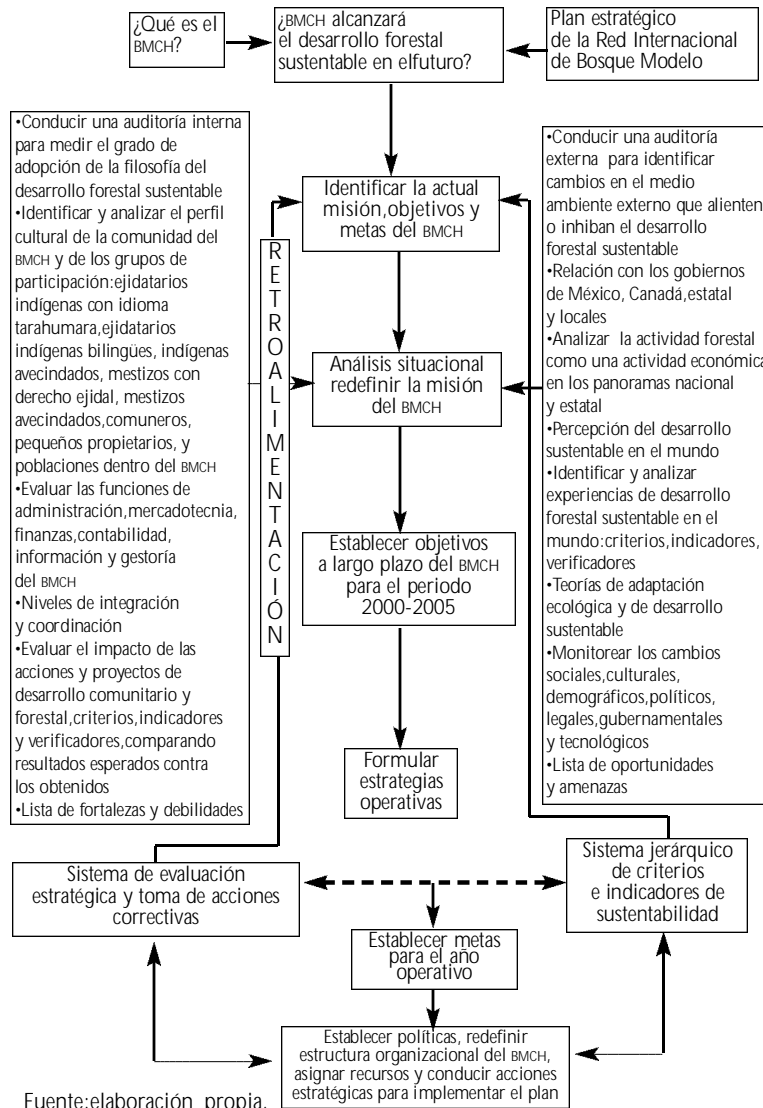 ¿Qué es el
BMCH?
¿BMCH alcanzará
el desarrollo forestal
sustentable en elfuturo?
Plan estratégico
de la Red Internacional
de Bosque Modelo
•Conducir una auditoría interna
para medir el grado de
adopción de la filosofía del
desarrollo forestal sustentable
•Identificar y analizar el perfil
cultural de la comunidad del
BMCH y de los grupos de
participación:ejidatarios
indígenas con idioma
tarahumara,ejidatarios
indígenas bilingües, indígenas
avecindados, mestizos con
derecho ejidal, mestizos
avecindados,comuneros,
pequeños propietarios, y
poblaciones dentro del BMCH
•Evaluar las funciones de
administración,mercadotecnia,
finanzas,contabilidad,
información y gestoría
del BMCH
•Niveles de integración
y coordinación
•Evaluar el impacto de las
acciones y proyectos de
desarrollo comunitario y
forestal,criterios,indicadores
y verificadores,comparando
resultados esperados contra
los obtenidos
•Lista de fortalezas y debilidades
RETROALIMENTACIÓN
Identificar la actual
misión,objetivos y
metas del BMCH
Análisis situacional
redefinir la misión
del BMCH
Establecer objetivos
a largo plazo del BMCH
para el periodo
2000-2005
Formular
estrategias
operativas
•Conducir una auditoría
externa para identificar
cambios en el medio
ambiente externo que alienten
o inhiban el desarrollo
forestal sustentable
•Relación con los gobiernos
de México, Canadá,estatal
y locales
•Analizar la actividad forestal
como una actividad económica
en los panoramas nacional
y estatal
•Percepción del desarrollo
sustentable en el mundo
•Identificar y analizar
experiencias de desarrollo
forestal sustentable en el
mundo:criterios,indicadores,
verificadores
•Teorías de adaptación
ecológica y de desarrollo
sustentable
•Monitorear los cambios
sociales,culturales,
demográficos,políticos,
legales,gubernamentales
y tecnológicos
•Lista de oportunidades
y amenazas
Sistema de evaluación
estratégica y toma de acciones
correctivas
Sistema jerárquico
de criterios
e indicadores de
sustentabilidad
Establecer metas
para el año
operativo
Establecer políticas, redefinir
estructura organizacional del BMCH,
asignar recursos y conducir acciones
estratégicas para implementar el plan
Fuente:elaboración propia.